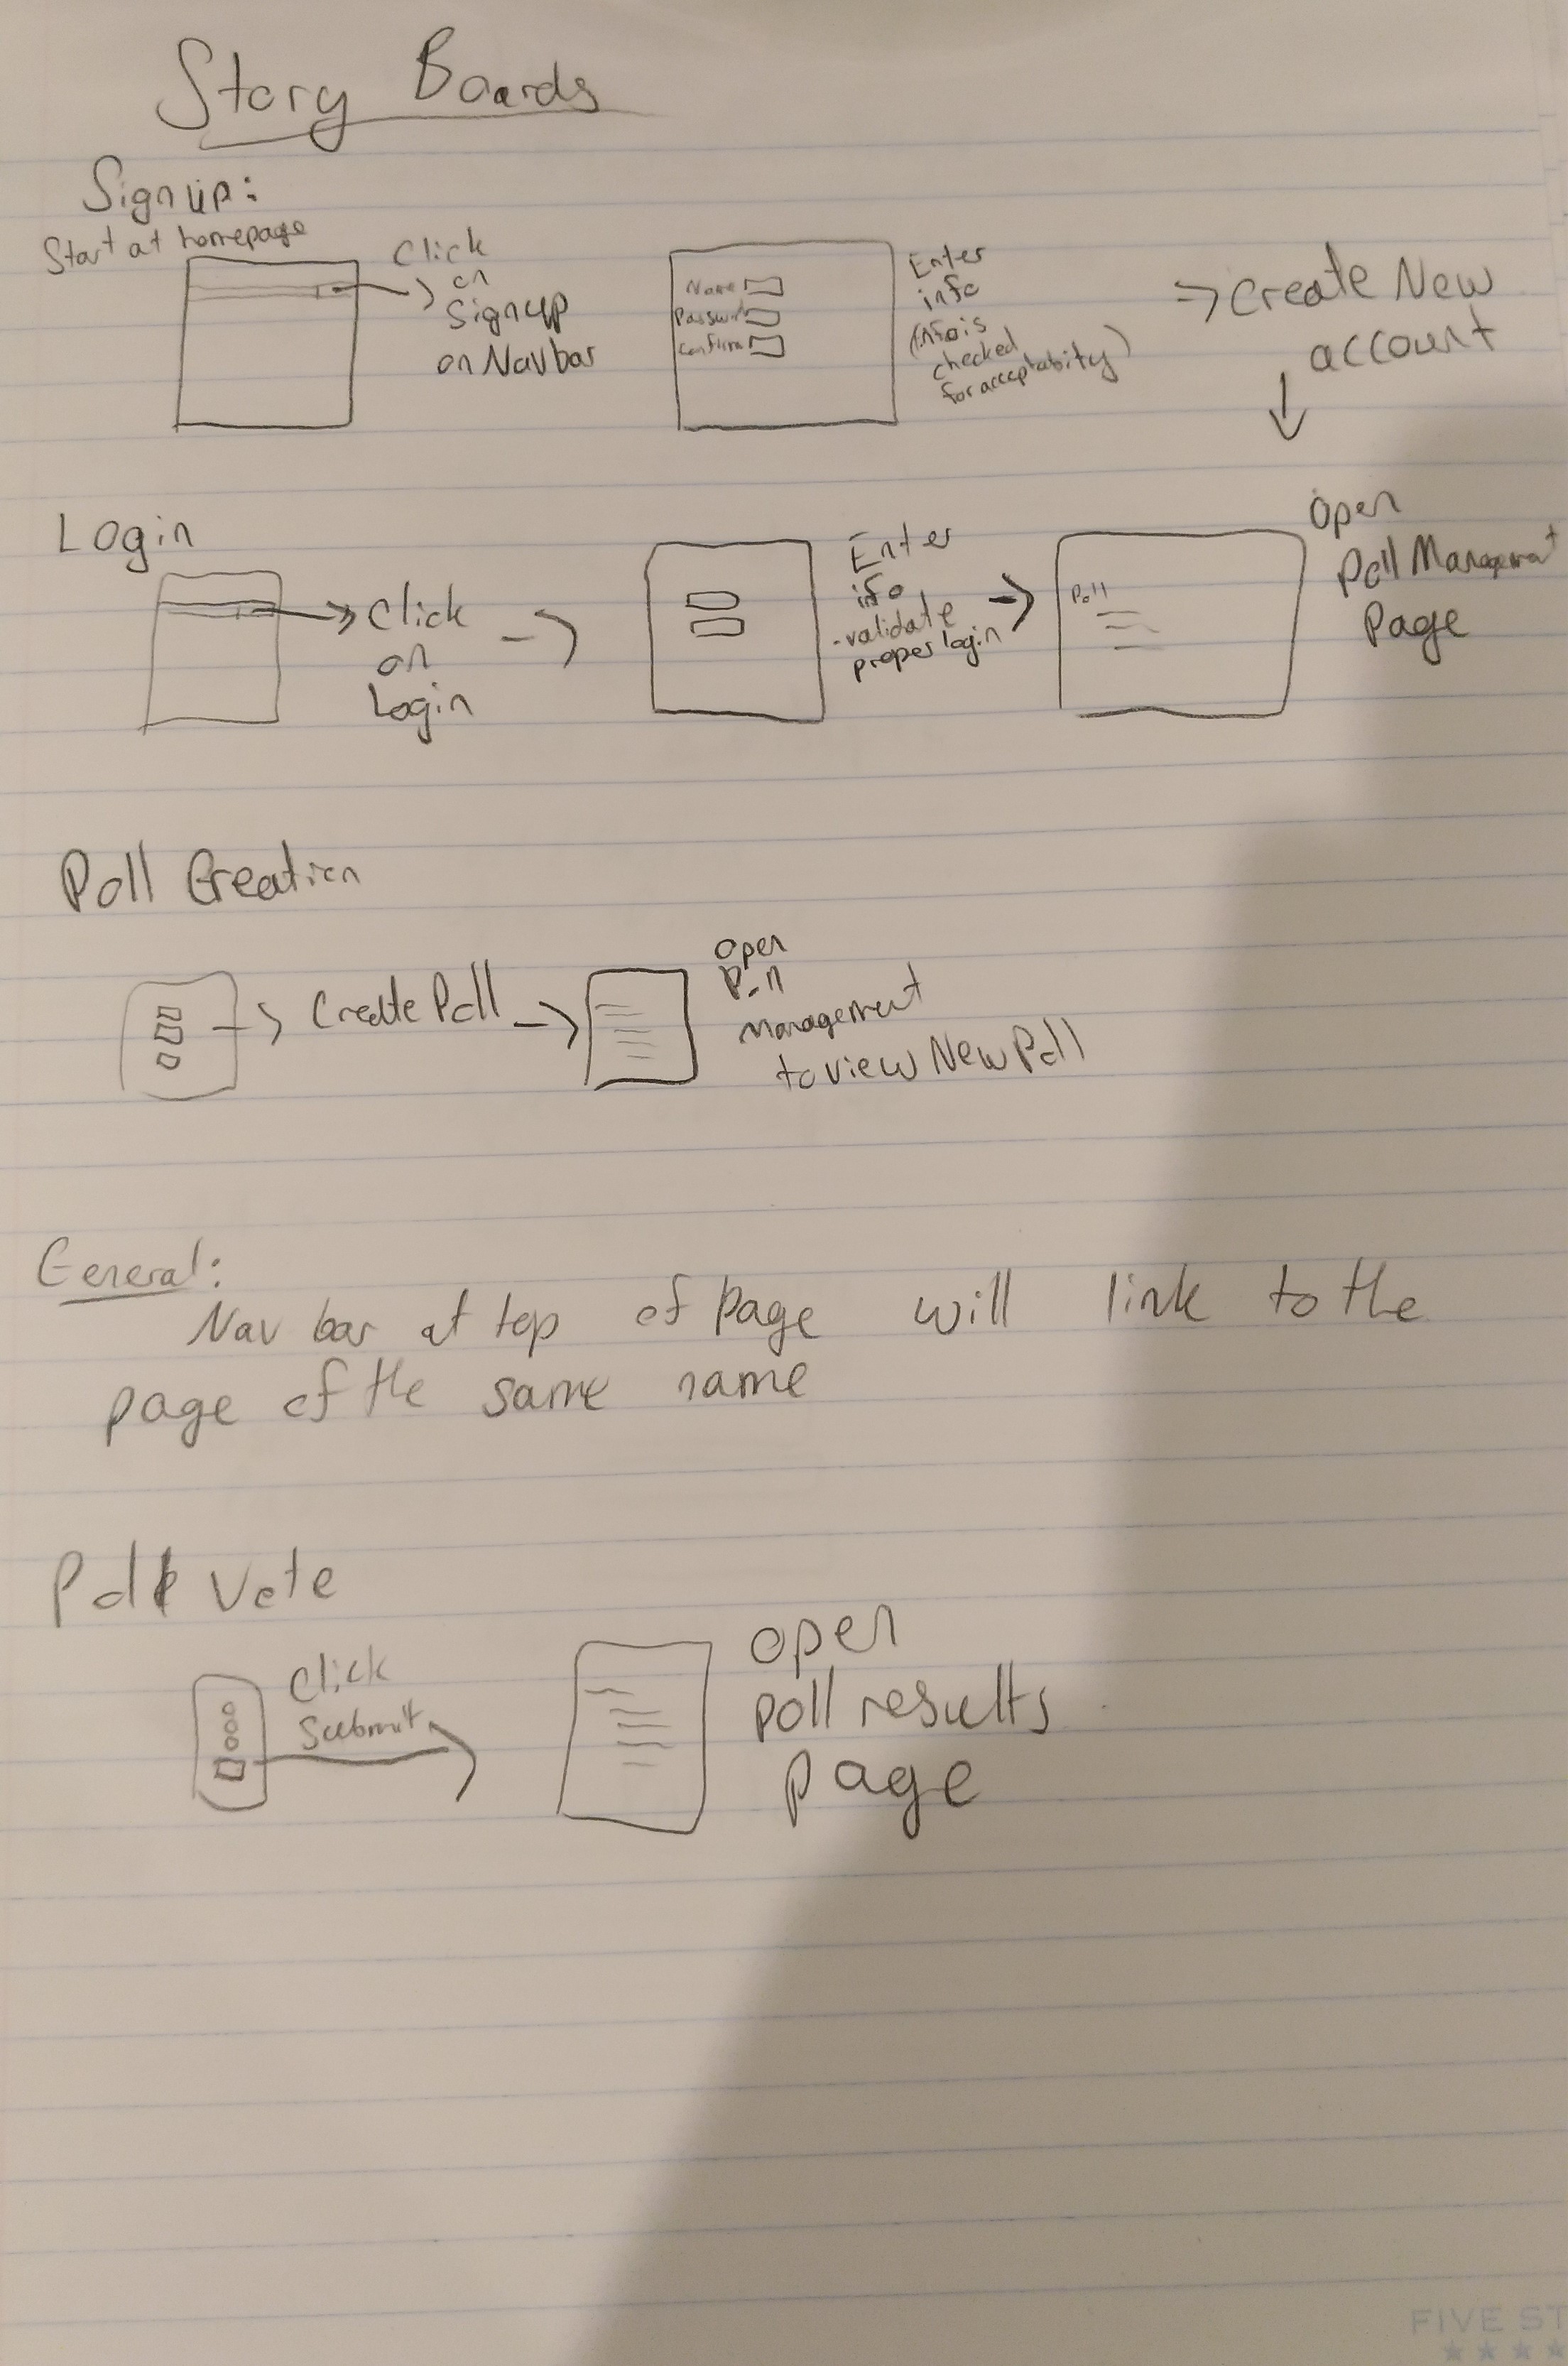 Story Boards
Signup:
Start at homepage
Click
on
Signup
on Navbar
Name
Password
Confirm
Enter
info
(info is
checked
for acceptability)
Create New
account
Login
Click
on
Login
Enter
info
-validate
proper login
Poll
Open
Poll Management
Page
Poll Creation
Create Poll
Open
Poll
Management
to view New Poll
General:
Nav bar at top of page will link to the
page of the same name
Poll Vote
Click
Submit
open
poll results
page
FIVE ST